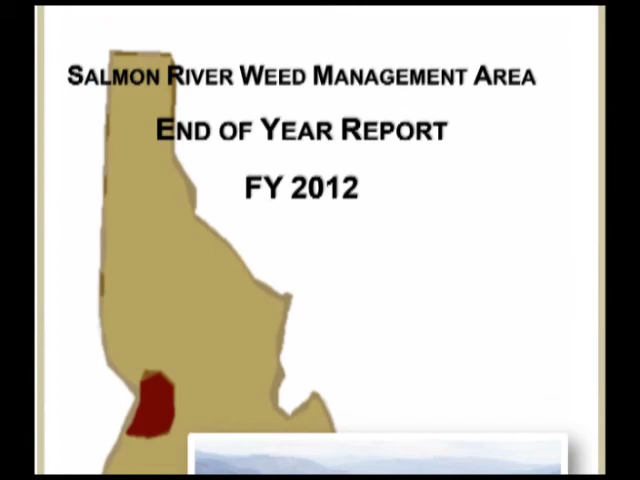 SALMON RIVER WEED MANAGEMENT AREA
END OF YEAR REPORT
FY 2012